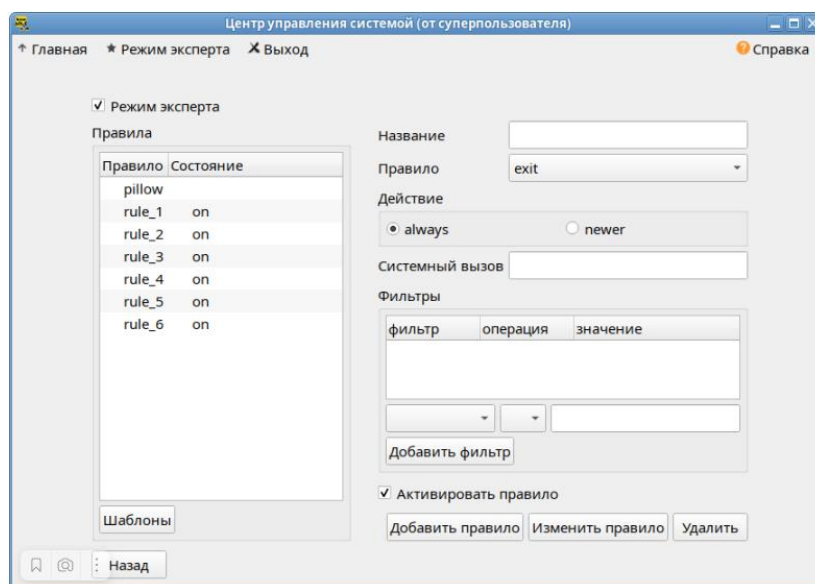 Центр управления системой (от суперпользователя)
Главная Режим эксперта Выход Справка
Режим эксперта
Правила
Правило Состояние
pillow
rule_1 on
rule_2 on
rule_3 on
rule_4 on
rule_5 on
rule_6 on
Шаблоны
Назад
Название
Правило exit
Действие
always newer
Системный вызов
Фильтры
фильтр операция значение
Добавить фильтр
Активировать правило
Добавить правило Изменить правило Удалить